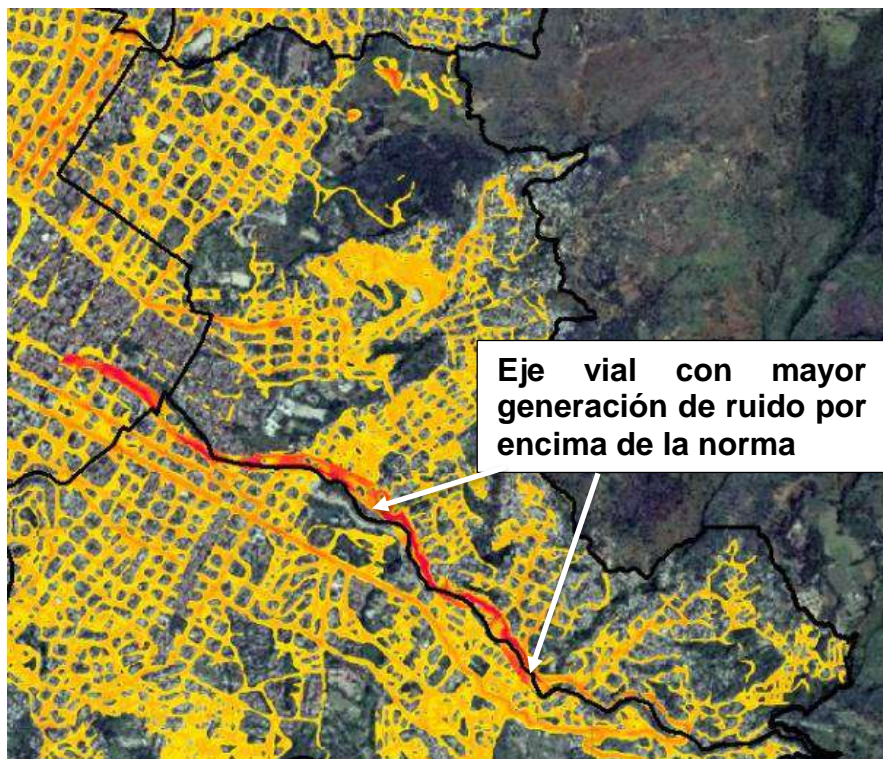 Eje vial con mayor
generación de ruido por
encima de la norma